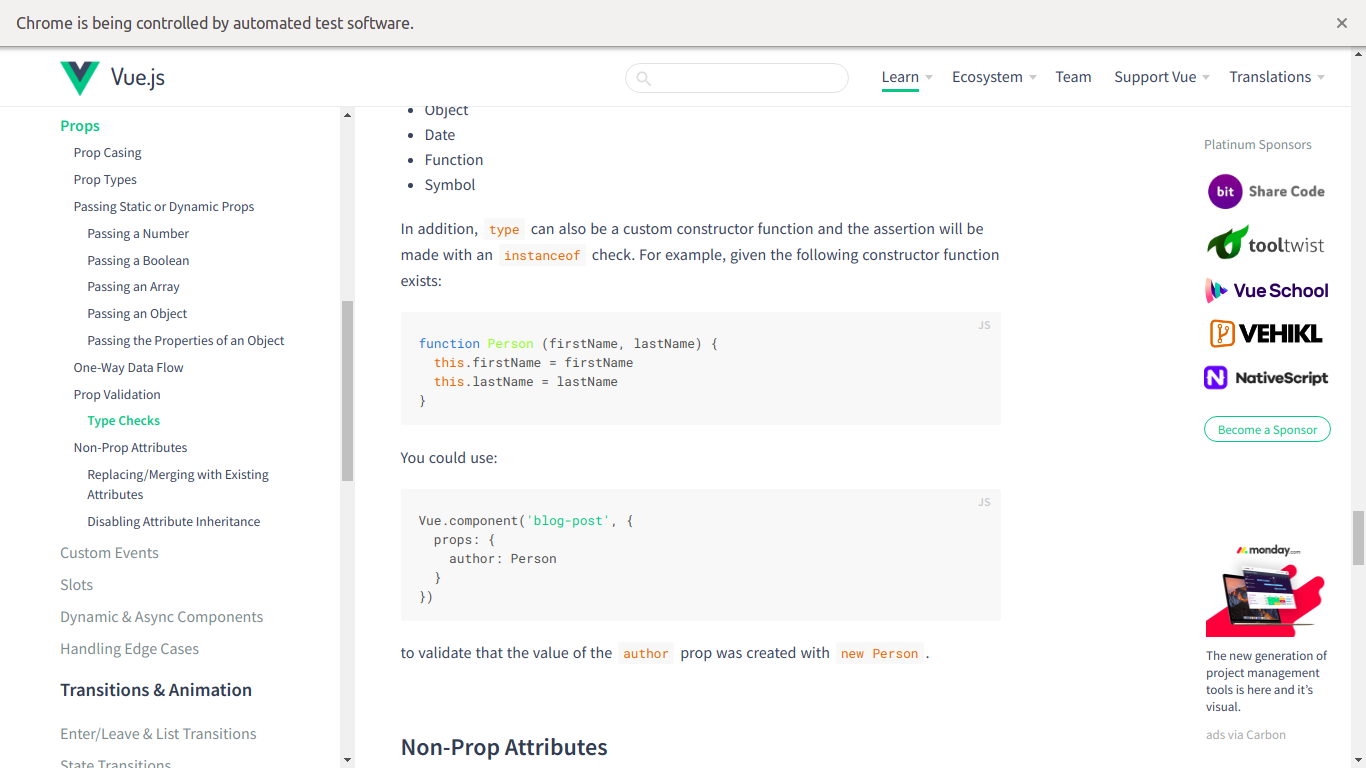 Chrome is being controlled by automated test software.
Vue.js
Learn
Ecosystem
Team
Support Vue
Translations
Props
Prop Casing
Prop Types
Passing Static or Dynamic Props
Passing a Number
Passing a Boolean
Passing an Array
Passing an Object
Passing the Properties of an Object
One-Way Data Flow
Prop Validation
Type Checks
Non-Prop Attributes
Replacing/Merging with Existing
Attributes
Disabling Attribute Inheritance
Custom Events
Slots
Dynamic & Async Components
Handling Edge Cases
Transitions & Animation
Enter/Leave & List Transitions
State Transitions
Object
Date
Function
Symbol
In addition, type can also be a custom constructor function and the assertion will be
made with an instanceof check. For example, given the following constructor function
exists:
JS
function Person (firstName, lastName) {
this.firstName = firstName
this.lastName = lastName
}
You could use:
JS
Vue.component('blog-post', {
props: {
author: Person
}
})
to validate that the value of the author prop was created with new Person.
Non-Prop Attributes
Platinum Sponsors
bit Share Code
tooltwist
Vue School
VEHIKL
NativeScript
Become a Sponsor
monday.com
The new generation of
project management
tools is here and it's
visual.
ads via Carbon